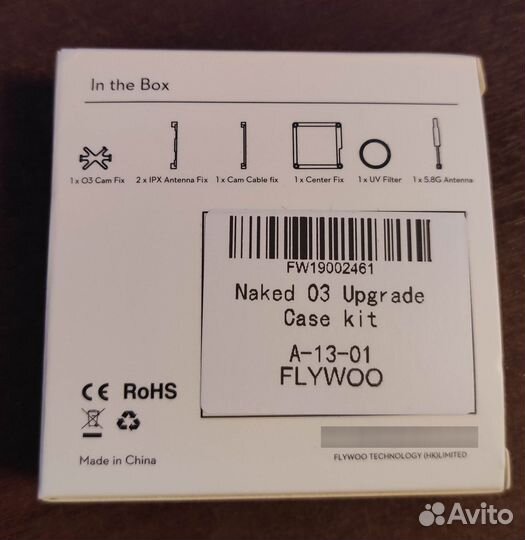 In the Box
1 x O3 Cam Fix 2 x IPX Antenna Fix 1 x Cam Cable fix 1 x Center Fix 1 x UV Filter 1 x 5.8G Antenna
FW19002461
Naked O3 Upgrade
Case kit
A-13-01
FLYWOO
CE RoHS
Made in China
FLYWOO TECHNOLOGY (HK)LIMITED
Avito